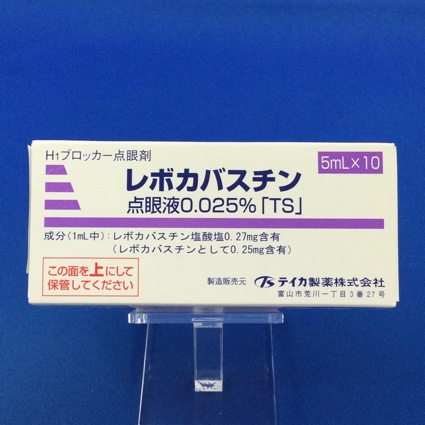 H1ブロッカー点眼剤
5mL×10
レボカバスチン
点眼液0.025%「TS」
成分(1mL中):レボカバスチン塩酸塩0.27mg含有
(レボカバスチンとして0.25mg含有)
この面を上にして
保管してください
製造販売元 TS テイカ製薬株式会社
富山市荒川一丁目3番27号